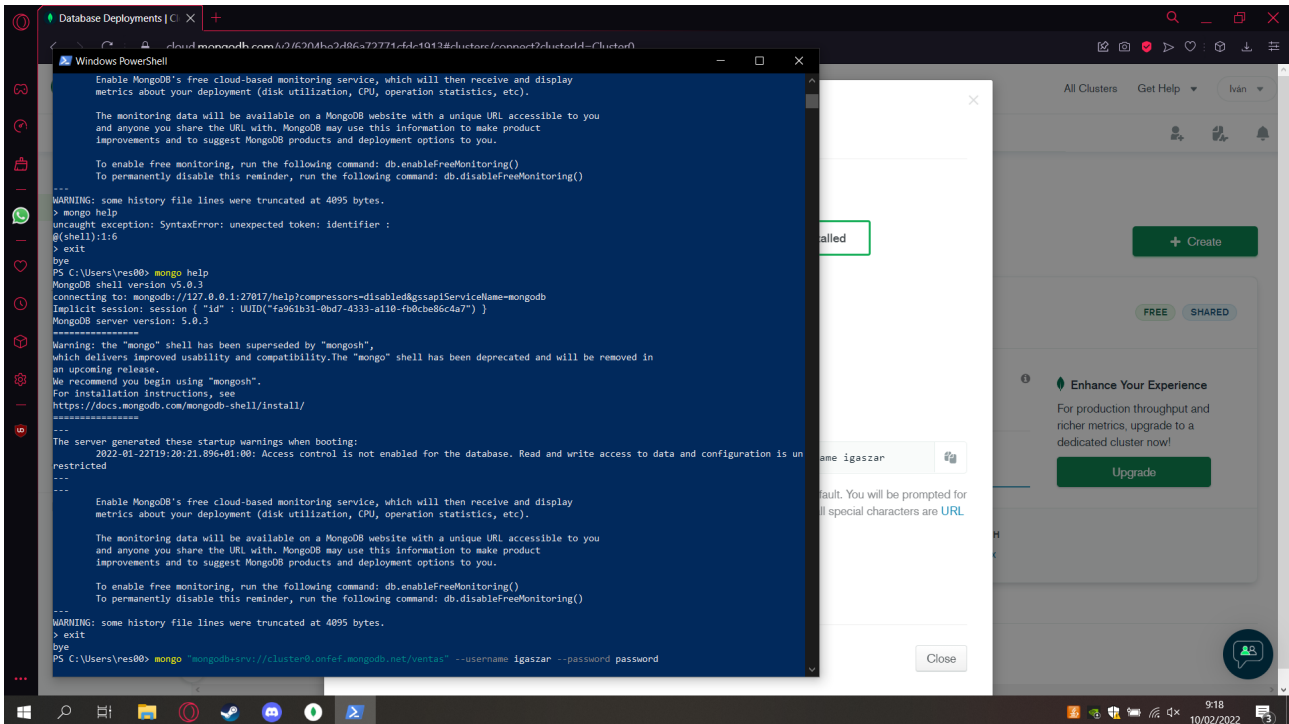 Database Deployments | Cl
cloud.mongodb.com/v2/6204be2d86a72771cfdc1913#clusters/connect?clusterId=Cluster0
Windows PowerShell
Enable MongoDB's free cloud-based monitoring service, which will then receive and display
metrics about your deployment (disk utilization, CPU, operation statistics, etc).
The monitoring data will be available on a MongoDB website with a unique URL accessible to you
and anyone you share the URL with. MongoDB may use this information to make product
improvements and to suggest MongoDB products and deployment options to you.
To enable free monitoring, run the following command: db.enableFreeMonitoring()
To permanently disable this reminder, run the following command: db.disableFreeMonitoring()
---
WARNING: some history file lines were truncated at 4095 bytes.
> mongo help
uncaught exception: SyntaxError: unexpected token: identifier :
@(shell):1:6
> exit
bye
PS C:\Users\res00> mongo help
MongoDB shell version v5.0.3
connecting to: mongodb://127.0.0.1:27017/help?compressors=disabled&gssapiServiceName=mongodb
Implicit session: session { "id" : UUID("fa961b31-0bd7-4333-a110-fb0cbe86c4a7") }
MongoDB server version: 5.0.3
================
Warning: the "mongo" shell has been superseded by "mongosh",
which delivers improved usability and compatibility.The "mongo" shell has been deprecated and will be removed in
an upcoming release.
We recommend you begin using "mongosh".
For installation instructions, see
https://docs.mongodb.com/mongodb-shell/install/
================
---
The server generated these startup warnings when booting:
2022-01-22T19:20:21.896+01:00: Access control is not enabled for the database. Read and write access to data and configuration is un
restricted
---
---
Enable MongoDB's free cloud-based monitoring service, which will then receive and display
metrics about your deployment (disk utilization, CPU, operation statistics, etc).
The monitoring data will be available on a MongoDB website with a unique URL accessible to you
and anyone you share the URL with. MongoDB may use this information to make product
improvements and to suggest MongoDB products and deployment options to you.
To enable free monitoring, run the following command: db.enableFreeMonitoring()
To permanently disable this reminder, run the following command: db.disableFreeMonitoring()
---
WARNING: some history file lines were truncated at 4095 bytes.
> exit
bye
PS C:\Users\res00> mongo "mongodb+srv://cluster0.onfef.mongodb.net/ventas" --username igaszar --password password
All Clusters Get Help Iván
alled
+ Create
FREE SHARED
Enhance Your Experience
For production throughput and
richer metrics, upgrade to a
dedicated cluster now!
Upgrade
ame igaszar
fault. You will be prompted for
ll special characters are URL
H
Close
9:18
10/02/2022
3